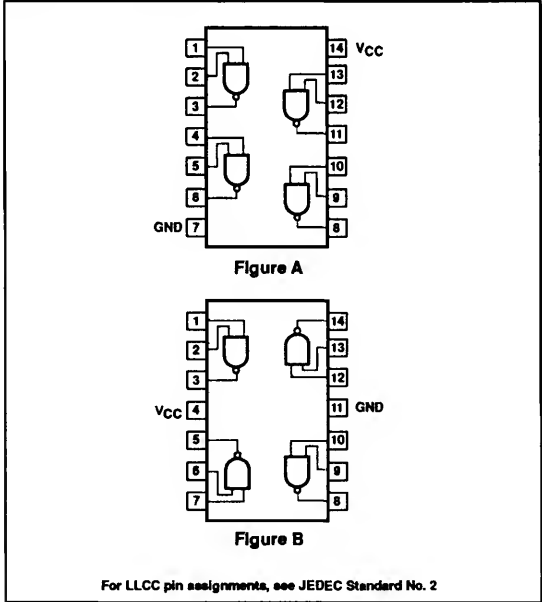 1 14 VCC
2 13
3 12
4 11
5 10
6 9
GND 7 8
Figure A
1 14
2 13
3 12
VCC 4 11 GND
5 10
6 9
7 8
Figure B
For LLCC pin assignments, see JEDEC Standard No. 2